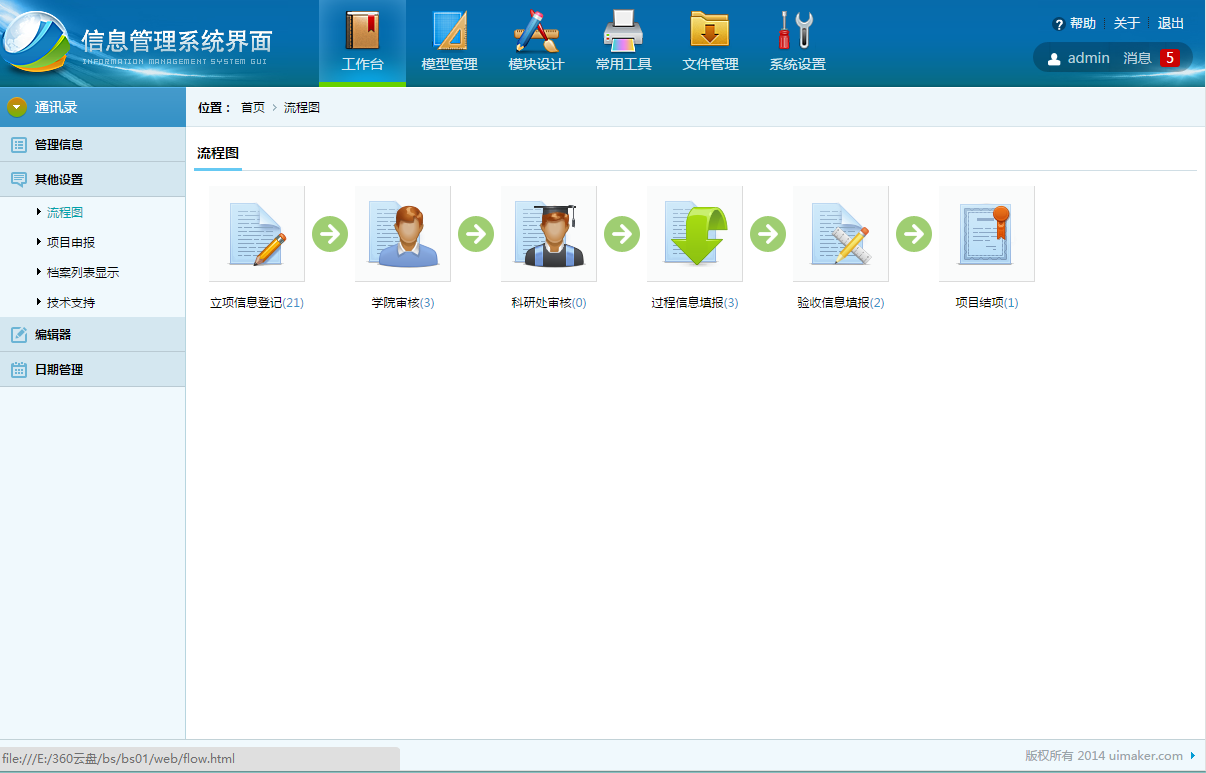 信息管理系统界面
INFORMATION MANAGEMENT SYSTEM GUI
工作台
模型管理
模块设计
常用工具
文件管理
系统设置
帮助 关于 退出
admin 消息 5
通讯录
管理信息
其他设置
流程图
项目申报
档案列表显示
技术支持
编辑器
日期管理
位置： 首页 › 流程图
流程图
立项信息登记(21)
学院审核(3)
科研处审核(0)
过程信息填报(3)
验收信息填报(2)
项目结项(1)
file:///E:/360云盘/bs/bs01/web/flow.html
版权所有 2014 uimaker.com